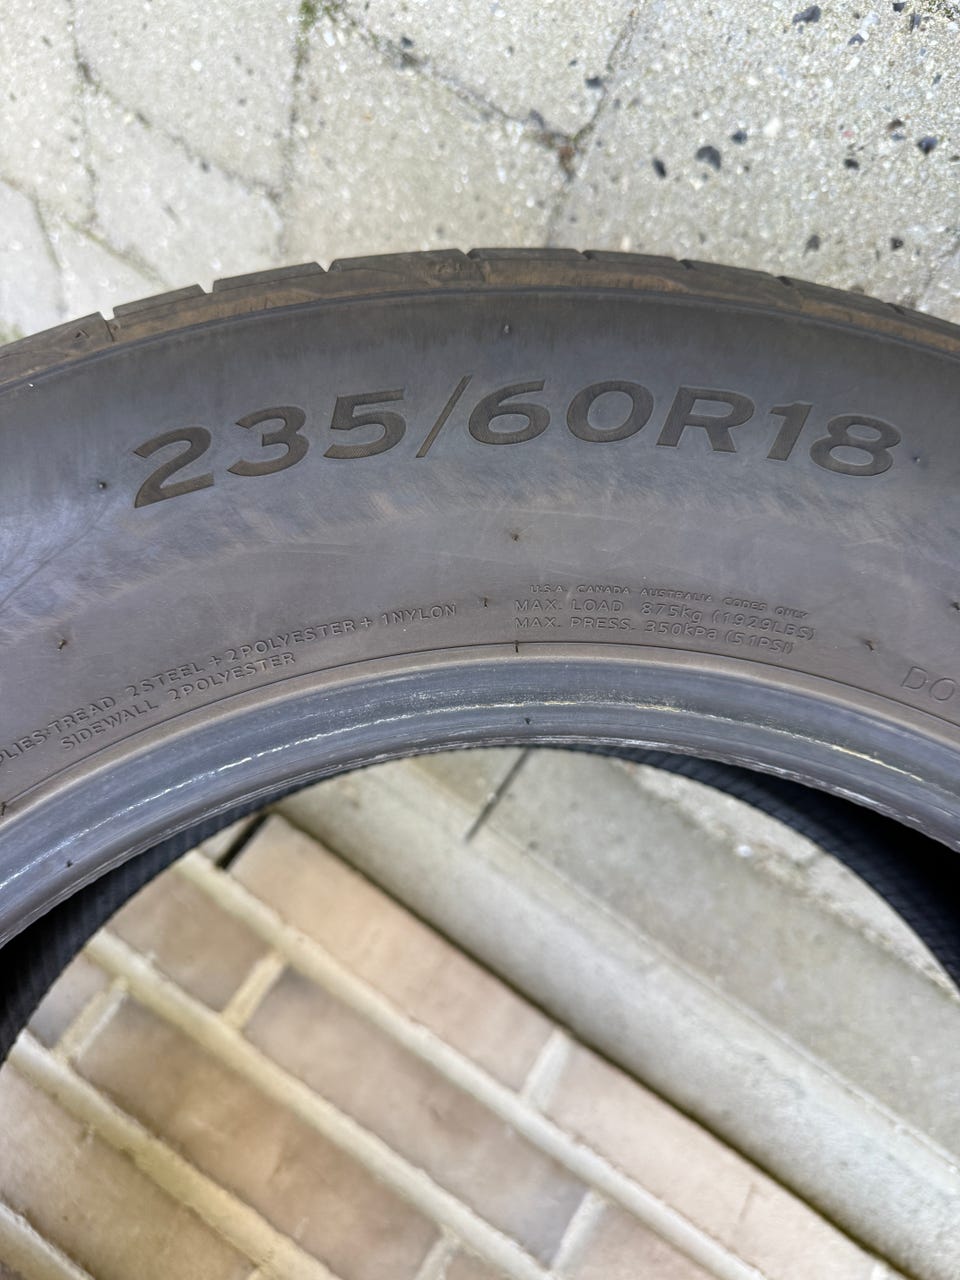 235/60R18
U.S.A. CANADA AUSTRALIA CODES ONLY
MAX. LOAD 875kg (1929LBS)
MAX. PRESS. 350kPa (51PSI)
PLIES:TREAD 2STEEL+2POLYESTER+1NYLON
SIDEWALL 2POLYESTER
DO